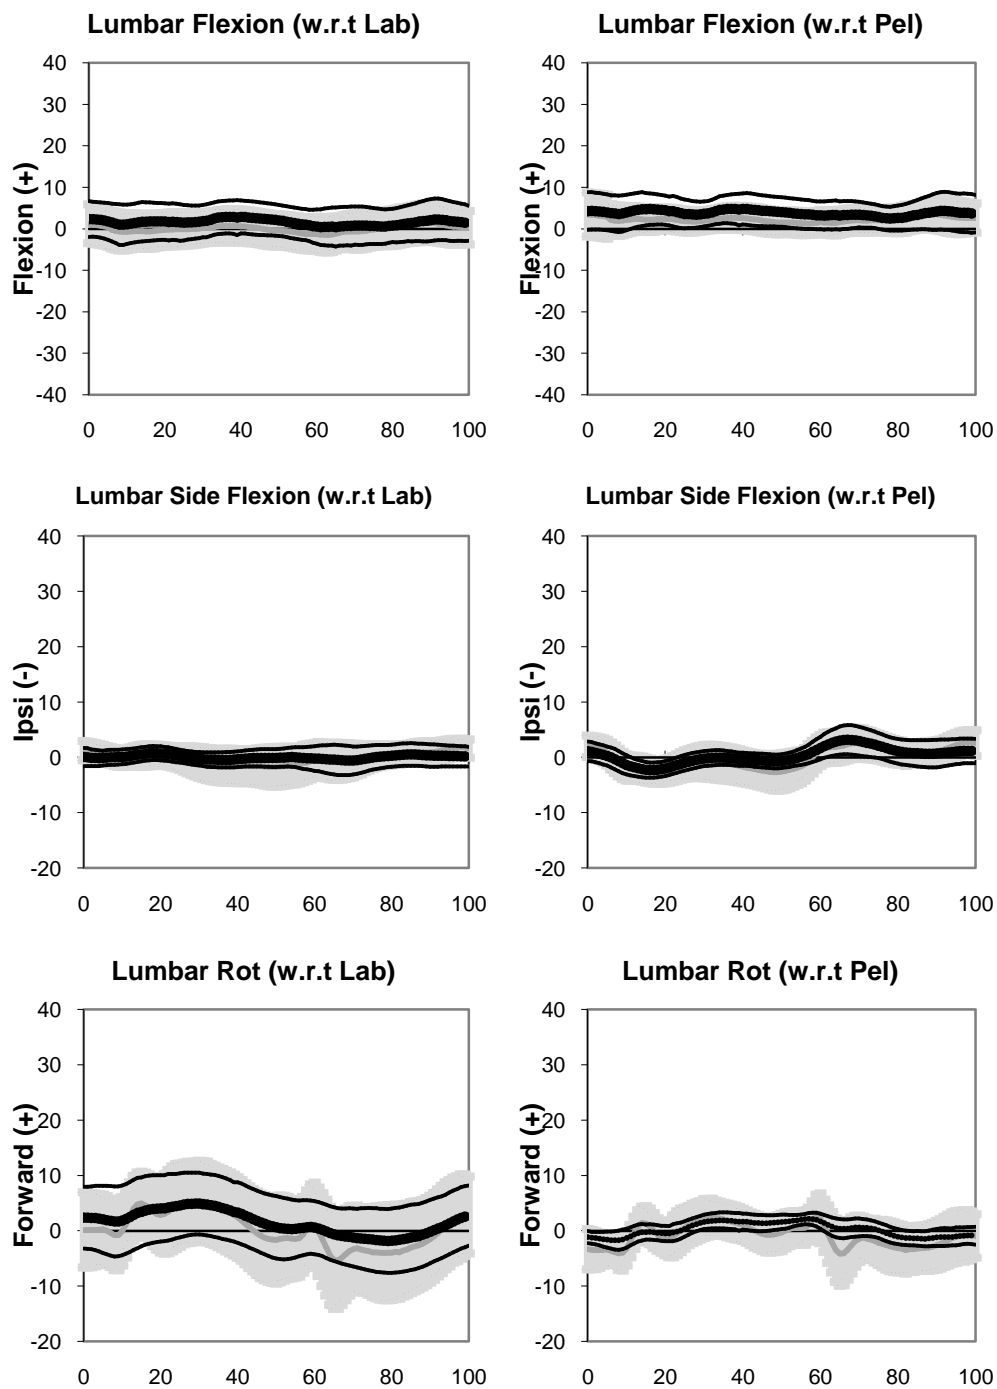 Lumbar Flexion (w.r.t Lab)
Flexion (+)
40
30
20
10
0
-10
-20
-30
-40
0 20 40 60 80 100
Lumbar Flexion (w.r.t Pel)
Flexion (+)
40
30
20
10
0
-10
-20
-30
-40
0 20 40 60 80 100
Lumbar Side Flexion (w.r.t Lab)
Ipsi (-)
40
30
20
10
0
-10
-20
0 20 40 60 80 100
Lumbar Side Flexion (w.r.t Pel)
Ipsi (-)
40
30
20
10
0
-10
-20
0 20 40 60 80 100
Lumbar Rot (w.r.t Lab)
Forward (+)
40
30
20
10
0
-10
-20
0 20 40 60 80 100
Lumbar Rot (w.r.t Pel)
Forward (+)
40
30
20
10
0
-10
-20
0 20 40 60 80 100